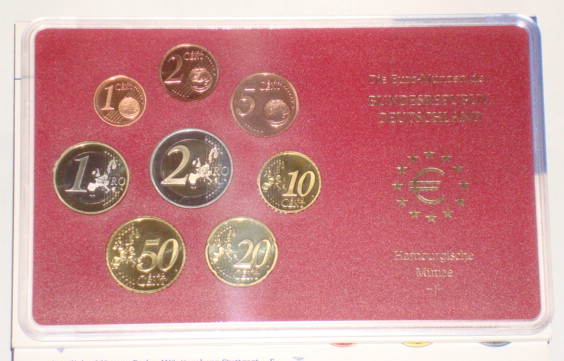 2 CENT
1 CENT
5 CENT
1 EURO
2 EURO
10 CENT
50 CENT
20 CENT
Die Euro-Münzen der
BUNDESREPUBLIK
DEUTSCHLAND
€
Hamburgische
Münze
-J-